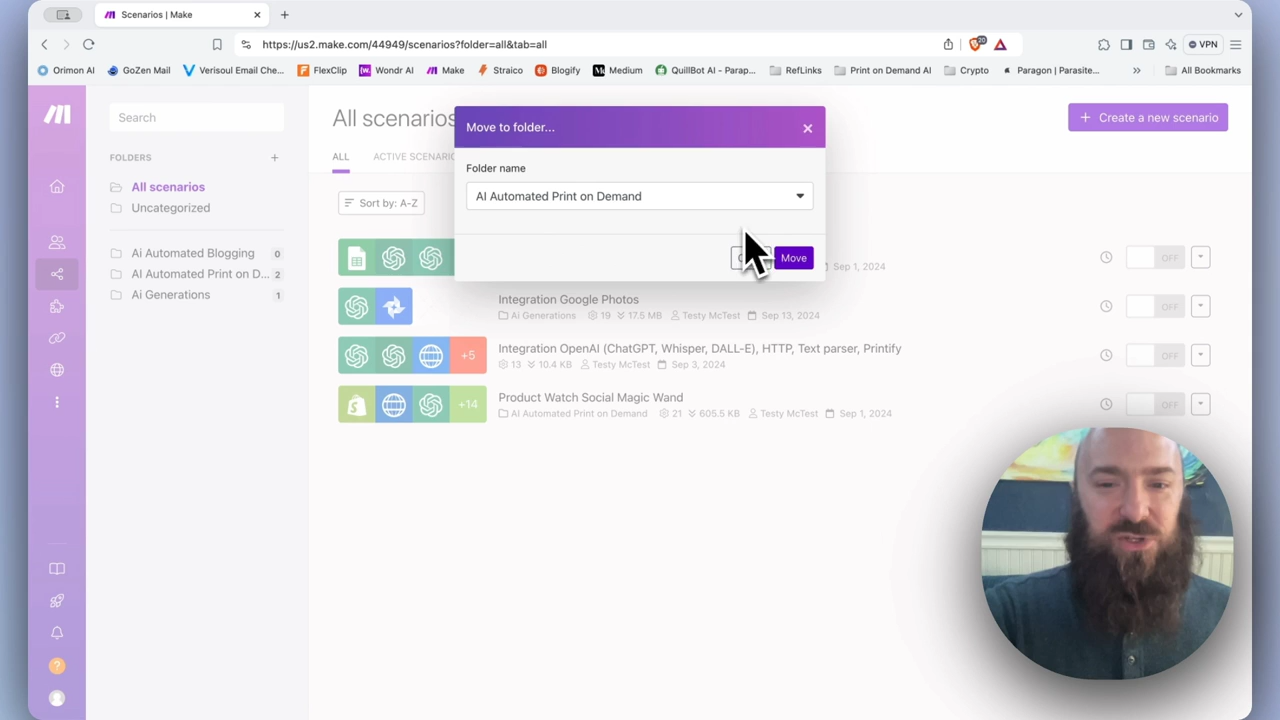 Scenarios | Make
https://us2.make.com/44949/scenarios?folder=all&tab=all
20
VPN
Orimon AI
GoZen Mail
Verisoul Email Che...
FlexClip
Wondr AI
Make
Straico
Blogify
Medium
QuillBot AI - Parap...
RefLinks
Print on Demand AI
Crypto
Paragon | Parasite...
All Bookmarks
Search
FOLDERS
All scenarios
Uncategorized
Ai Automated Blogging 0
AI Automated Print on D... 2
Ai Generations 1
All scenarios
ALL
ACTIVE SCENARIO
Sort by: A-Z
Create a new scenario
Move to folder...
Folder name
AI Automated Print on Demand
Move
Sep 1, 2024
OFF
Integration Google Photos
Ai Generations 19 17.5 MB Testy McTest Sep 13, 2024
OFF
+5
Integration OpenAI (ChatGPT, Whisper, DALL-E), HTTP, Text parser, Printify
13 10.4 KB Testy McTest Sep 3, 2024
OFF
+14
Product Watch Social Magic Wand
AI Automated Print on Demand 21 605.5 KB Testy McTest Sep 1, 2024
OFF